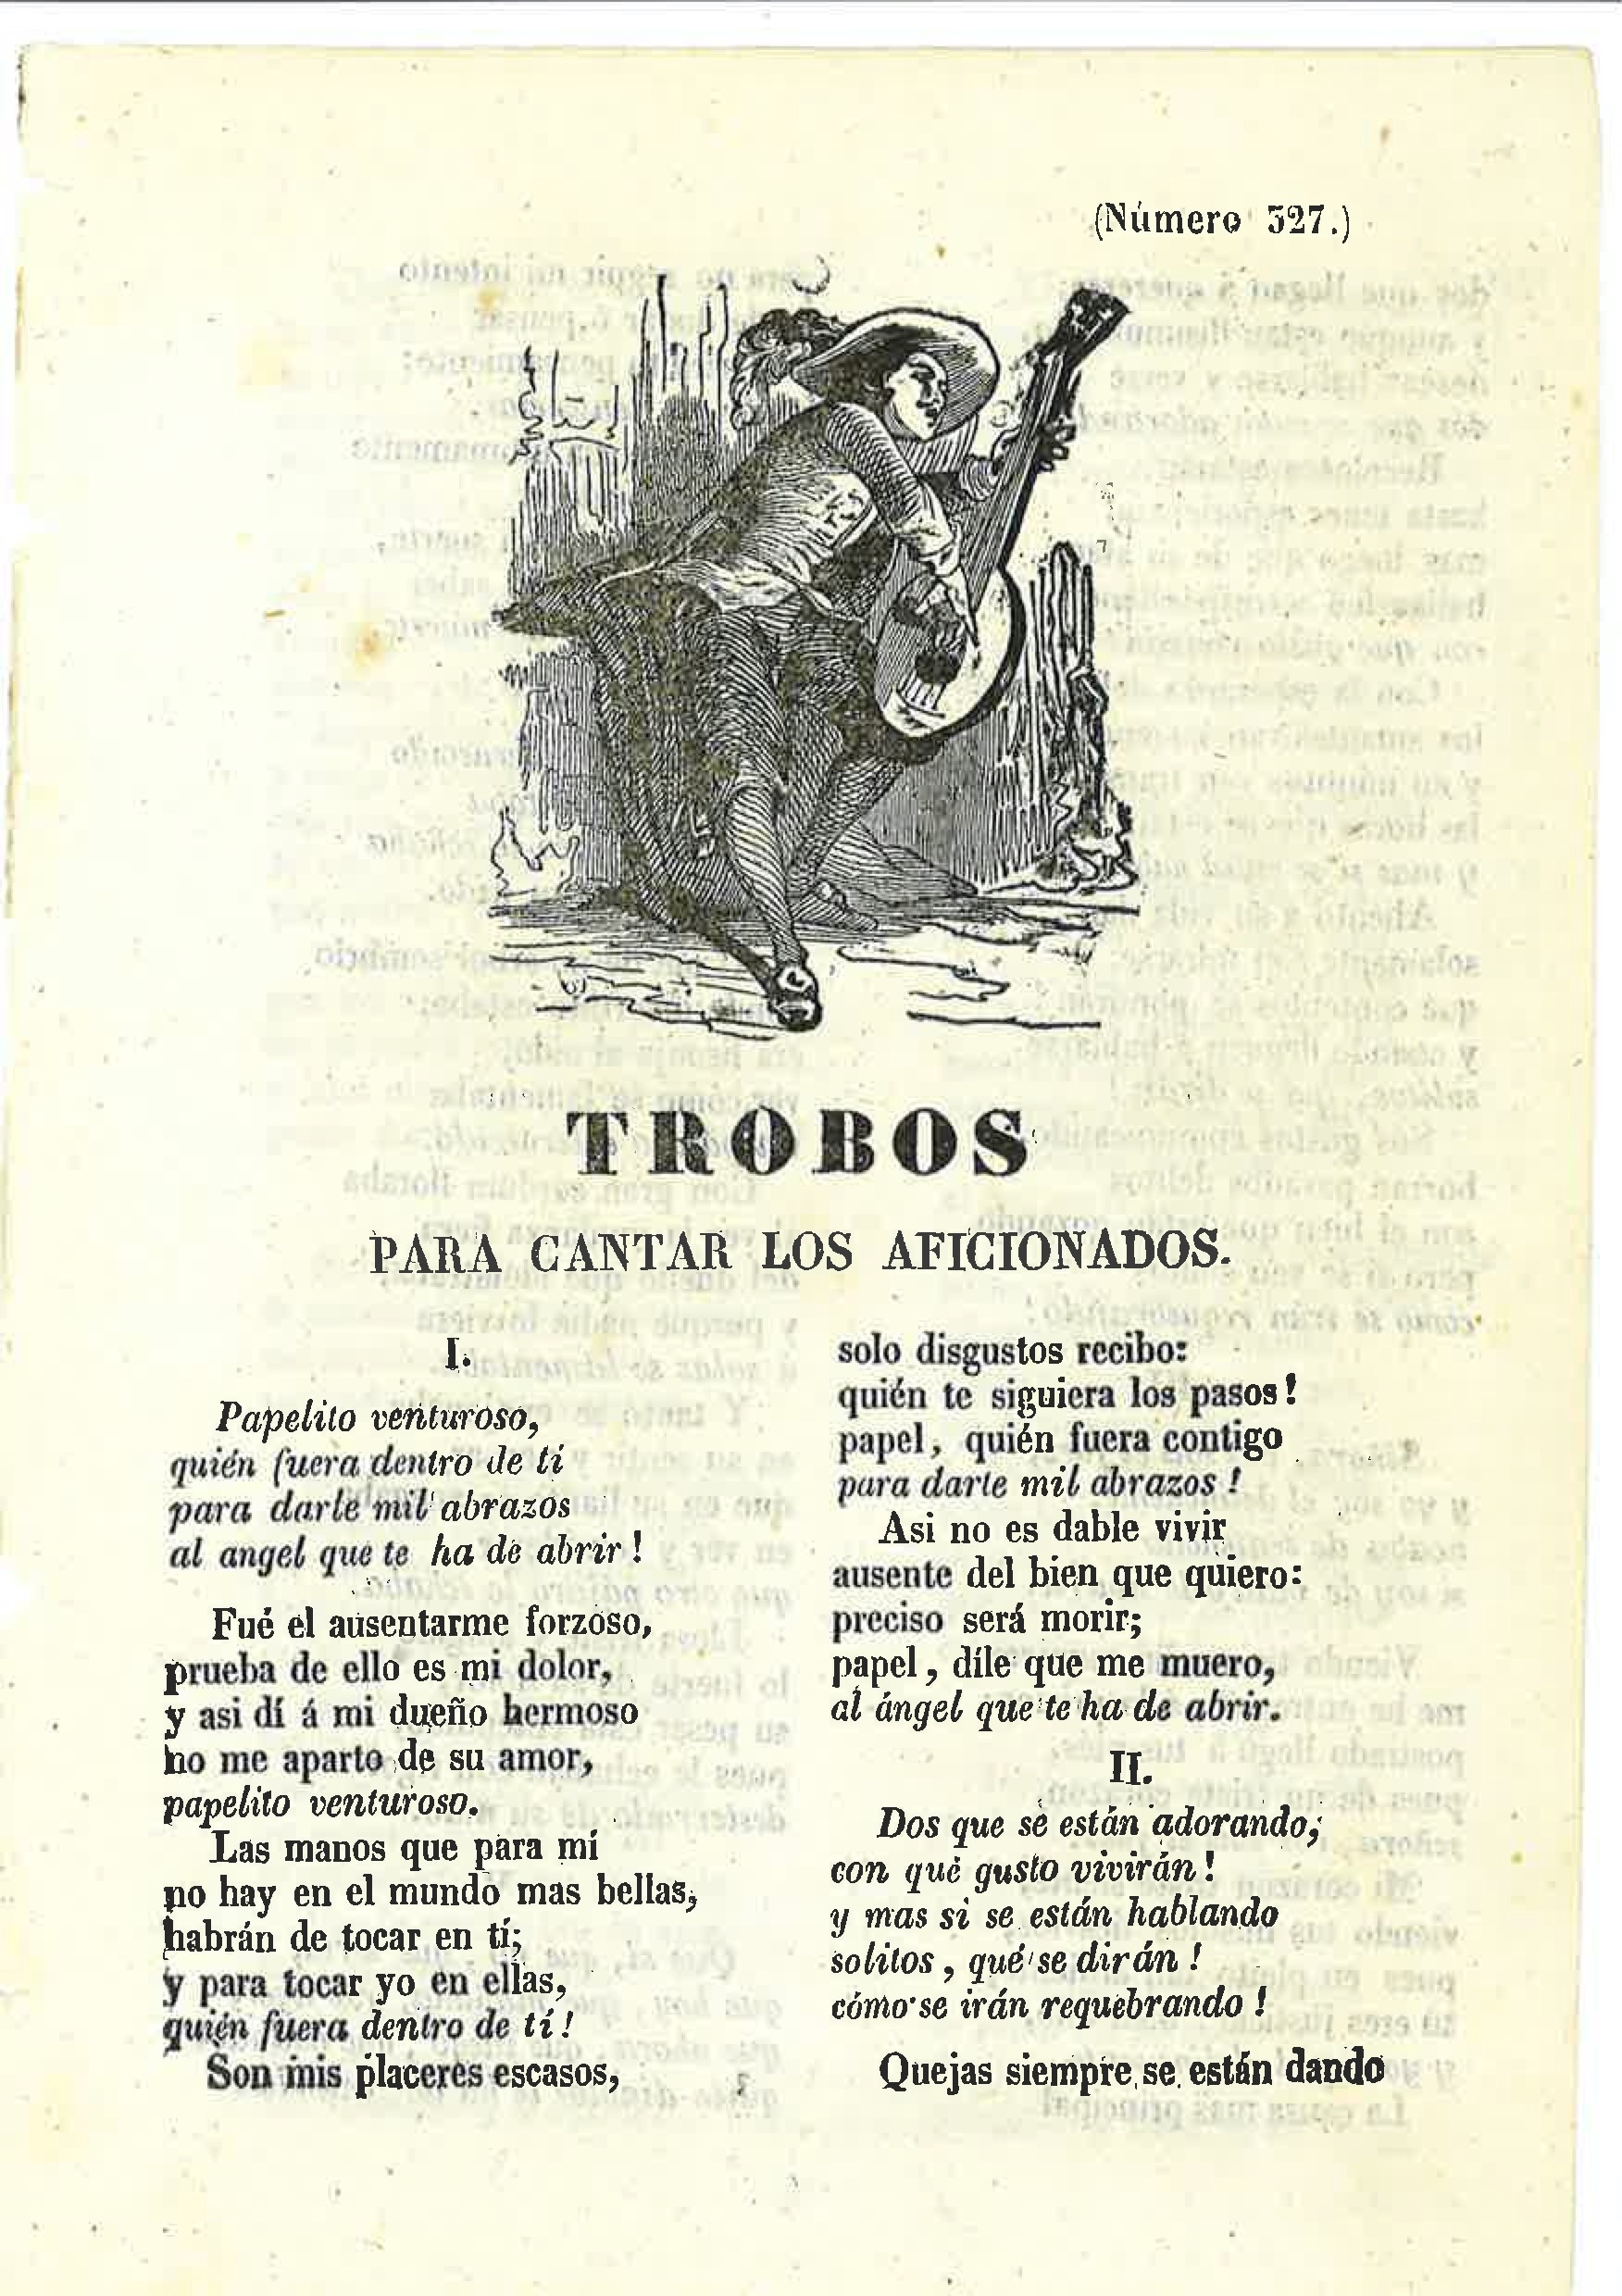 (Número 327.)
TROBOS
PARA CANTAR LOS AFICIONADOS.
I.
Papelito venturoso,
quién fuera dentro de tí
para darle mil abrazos
al angel que te ha de abrir!
Fué el ausentarme forzoso,
prueba de ello es mi dolor,
y asi dí á mi dueño hermoso
no me aparto de su amor,
papelito venturoso.
Las manos que para mí
no hay en el mundo mas bellas,
habrán de tocar en tí;
y para tocar yo en ellas,
quién fuera dentro de tí!
Son mis placeres escasos,
solo disgustos recibo:
quién te siguiera los pasos!
papel, quién fuera contigo
para darte mil abrazos!
Asi no es dable vivir
ausente del bien que quiero:
preciso será morir;
papel, díle que me muero,
al ángel que te ha de abrir.
II.
Dos que se están adorando,
con qué gusto vivirán!
y mas si se están hablando
solitos, qué se dirán!
cómo se irán requebrando!
Quejas siempre se están dando